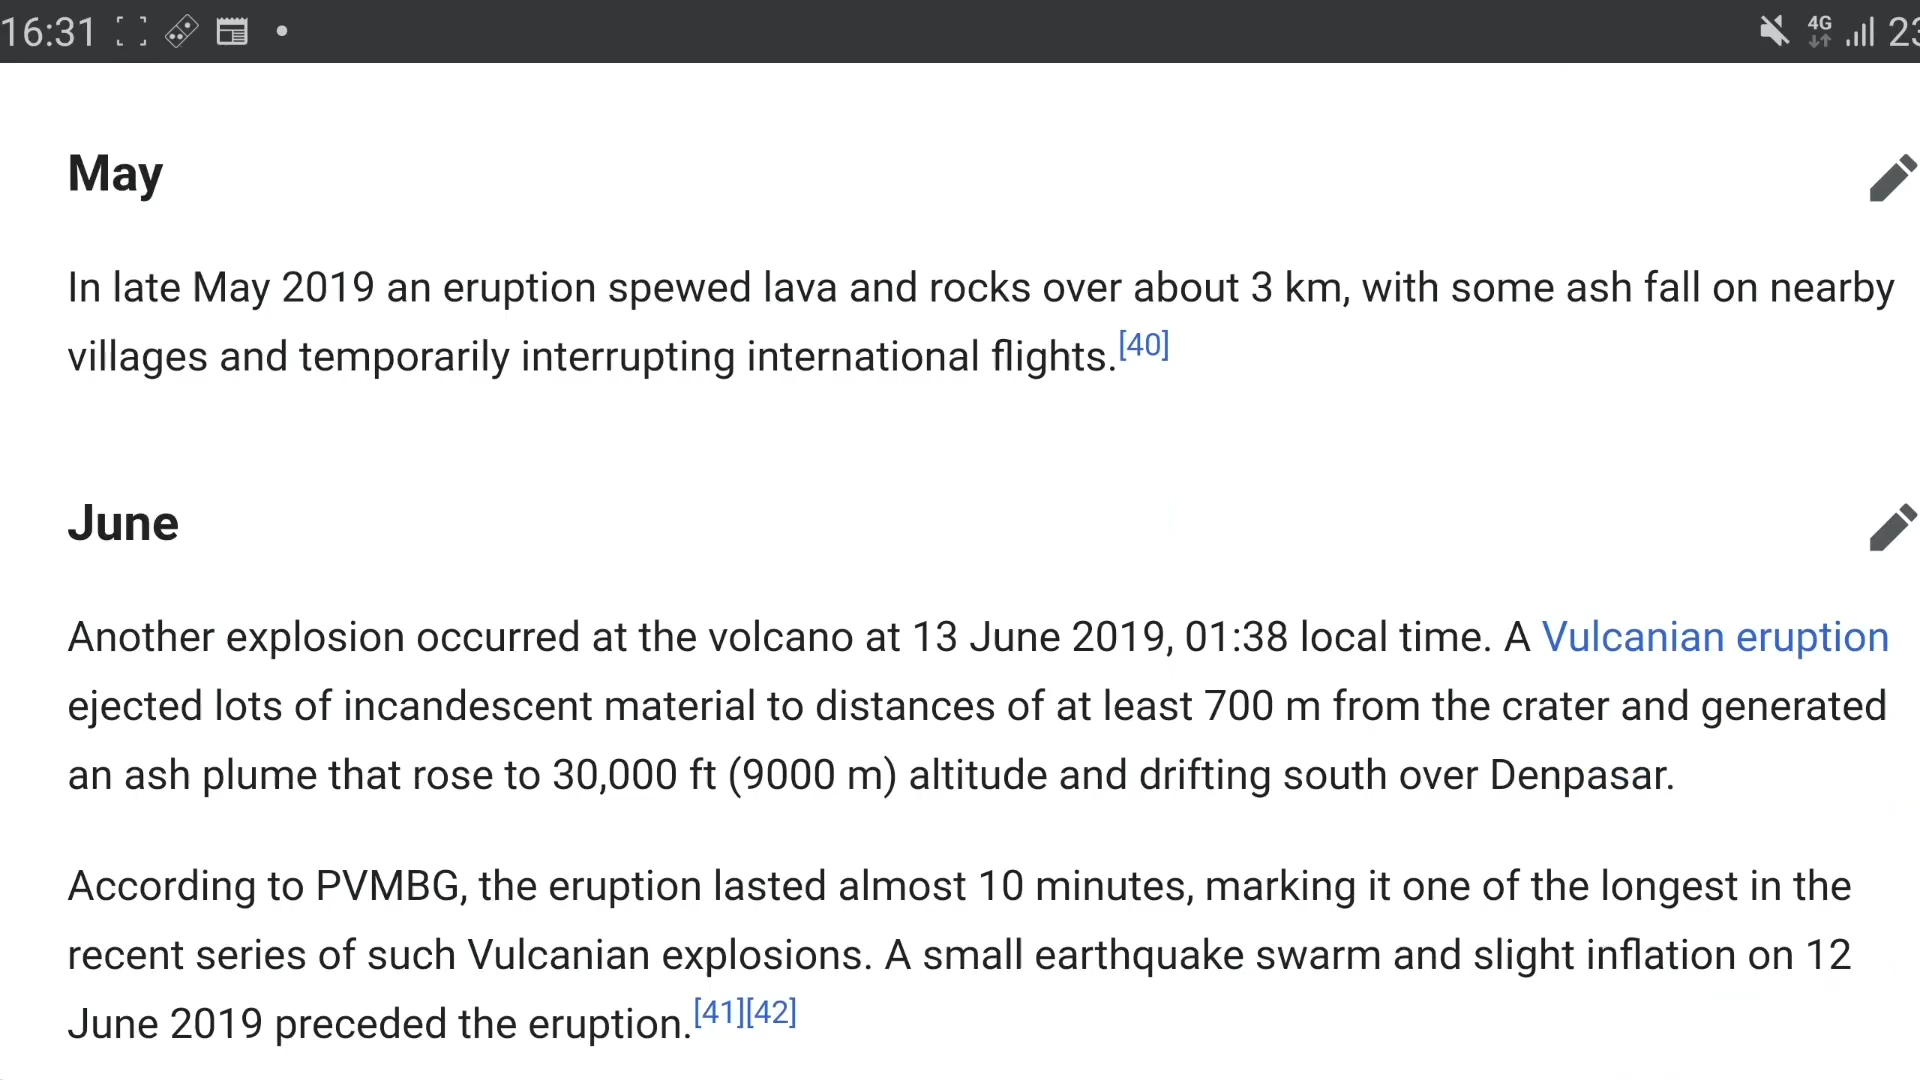 16:31
4G
23
May
In late May 2019 an eruption spewed lava and rocks over about 3 km, with some ash fall on nearby
villages and temporarily interrupting international flights.[40]
June
Another explosion occurred at the volcano at 13 June 2019, 01:38 local time. A Vulcanian eruption
ejected lots of incandescent material to distances of at least 700 m from the crater and generated
an ash plume that rose to 30,000 ft (9000 m) altitude and drifting south over Denpasar.
According to PVMBG, the eruption lasted almost 10 minutes, marking it one of the longest in the
recent series of such Vulcanian explosions. A small earthquake swarm and slight inflation on 12
June 2019 preceded the eruption.[41][42]